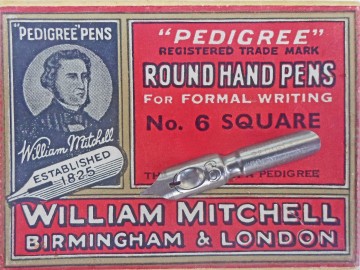 "PEDIGREE" PENS
William Mitchell
ESTABLISHED
1825
"PEDIGREE"
REGISTERED TRADE MARK
ROUND HAND PENS
FOR FORMAL WRITING
No. 6 SQUARE
PEDIGREE
WILLIAM MITCHELL
BIRMINGHAM & LONDON